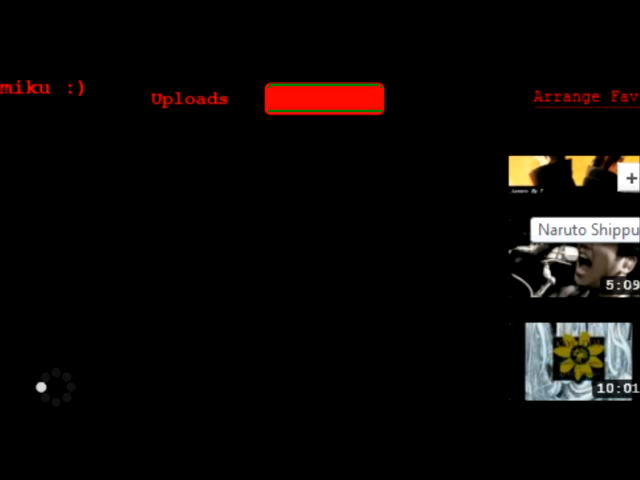 miku :)
Uploads
Arrange Fav
+
Naruto Shippu
5:09
10:01